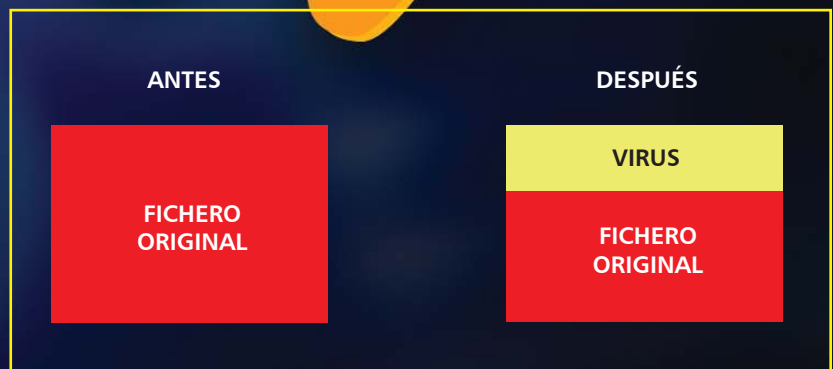 ANTES
DESPUÉS
FICHERO
ORIGINAL
VIRUS
FICHERO
ORIGINAL